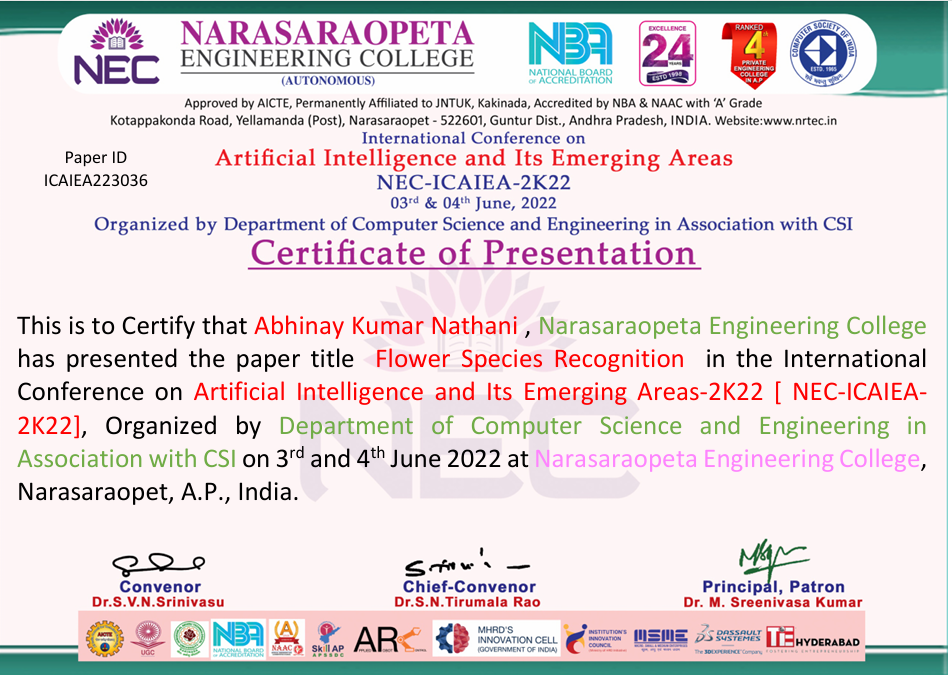 NEC
NARASARAOPETA
ENGINEERING COLLEGE
(AUTONOMOUS)
NBA
NATIONAL BOARD
OF ACCREDITATION
EXCELLENCE
24
YEARS
ESTD 1998
RANKED
4th
PRIVATE
ENGINEERING
COLLEGE
IN A.P
COMPUTER SOCIETY OF INDIA
ESTD. 1965
Approved by AICTE, Permanently Affiliated to JNTUK, Kakinada, Accredited by NBA & NAAC with 'A' Grade
Kotappakonda Road, Yellamanda (Post), Narasaraopet - 522601, Guntur Dist., Andhra Pradesh, INDIA. Website:www.nrtec.in
International Conference on
Paper ID
ICAIEA223036
Artificial Intelligence and Its Emerging Areas
NEC-ICAIEA-2K22
03rd & 04th June, 2022
Organized by Department of Computer Science and Engineering in Association with CSI
Certificate of Presentation
This is to Certify that Abhinay Kumar Nathani , Narasaraopeta Engineering College
has presented the paper title Flower Species Recognition in the International
Conference on Artificial Intelligence and Its Emerging Areas-2K22 [ NEC-ICAIEA-
2K22], Organized by Department of Computer Science and Engineering in
Association with CSI on 3rd and 4th June 2022 at Narasaraopeta Engineering College,
Narasaraopet, A.P., India.
NEC
Convenor
Dr.S.V.N.Srinivasu
Chief-Convenor
Dr.S.N.Tirumala Rao
Principal, Patron
Dr. M. Sreenivasa Kumar
AICTE
UGC
NBA
NATIONAL BOARD
OF ACCREDITATION
NAAC
Skill AP
APSSDC
ARC
MHRD'S
INNOVATION CELL
(GOVERNMENT OF INDIA)
INSTITUTION'S
INNOVATION
COUNCIL
MSME
DASSAULT
SYSTEMES
The 3DEXPERIENCE Company
TiE HYDERABAD
FOSTERING ENTREPRENEURSHIP